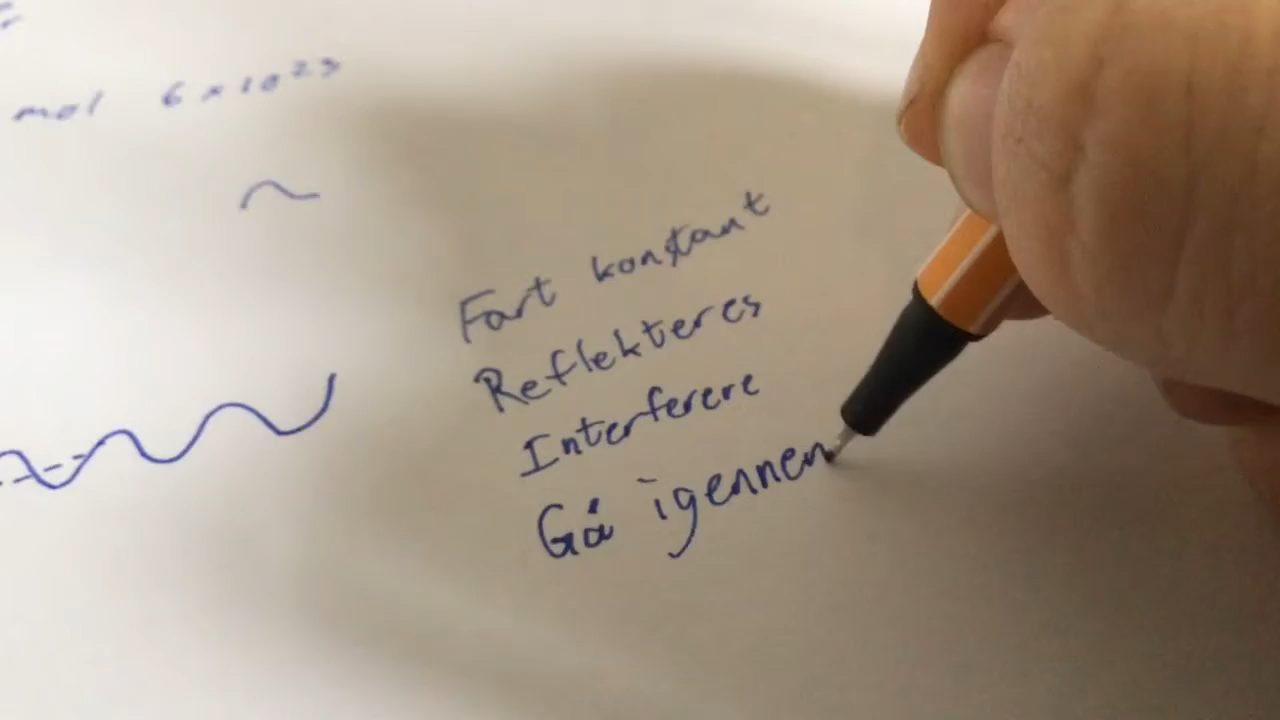 mol 6 x 10²³
Fart konstant
Reflekteres
Interferere
Gå igennem